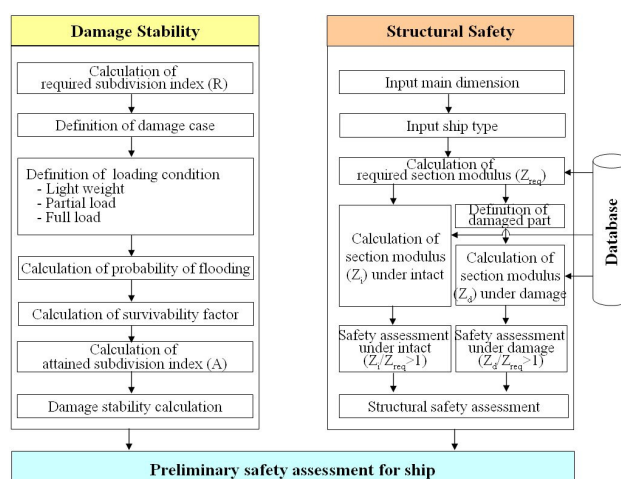 Damage Stability
Calculation of
required subdivision index (R)
Definition of damage case
Definition of loading condition
- Light weight
- Partial load
- Full load
Calculation of probability of flooding
Calculation of survivability factor
Calculation of
attained subdivision index (A)
Damage stability calculation
Structural Safety
Input main dimension
Input ship type
Calculation of
required section modulus (Zreq)
Definition of
damaged part
Calculation of
section modulus
(Zi) under intact
Calculation of
section modulus
(Zd) under damage
Safety assessment
under intact
(Zi/Zreq>1)
Safety assessment
under damage
(Zd/Zreq>1)
Structural safety assessment
Database
Preliminary safety assessment for ship